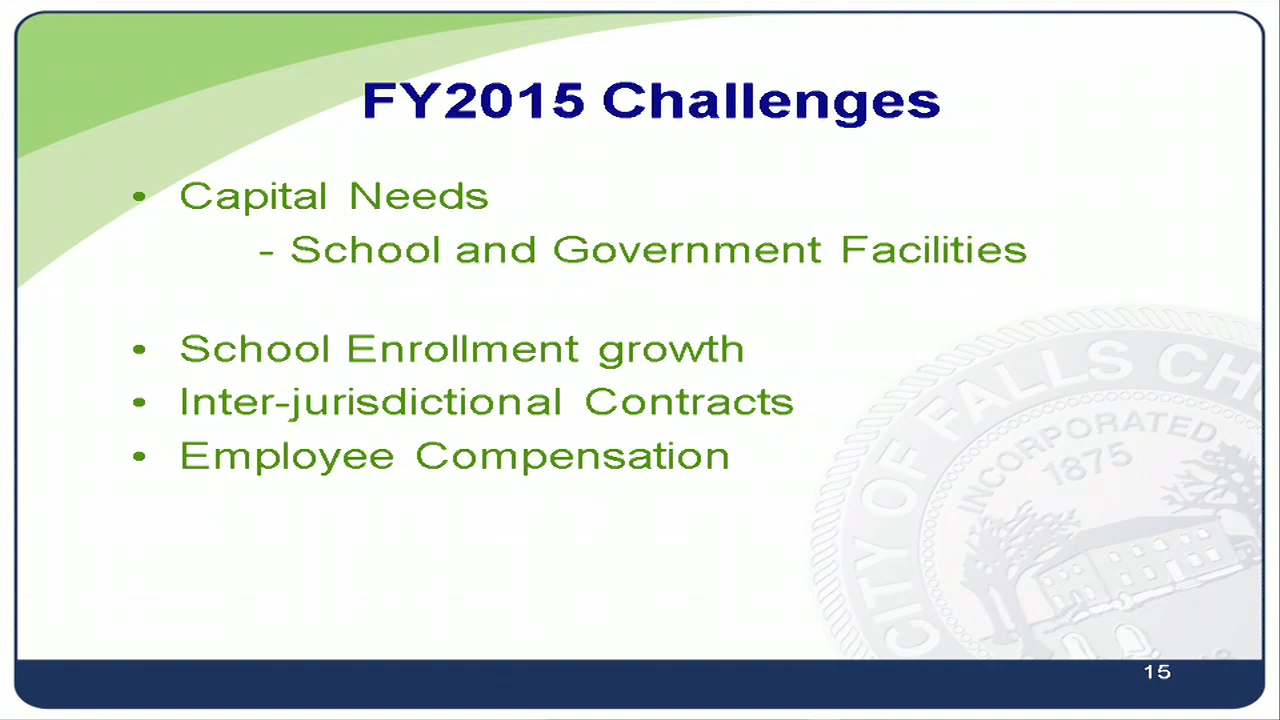 FY2015 Challenges
• Capital Needs
- School and Government Facilities
• School Enrollment growth
• Inter-jurisdictional Contracts
• Employee Compensation
CITY OF FALLS
INCORPORATED
1875
15